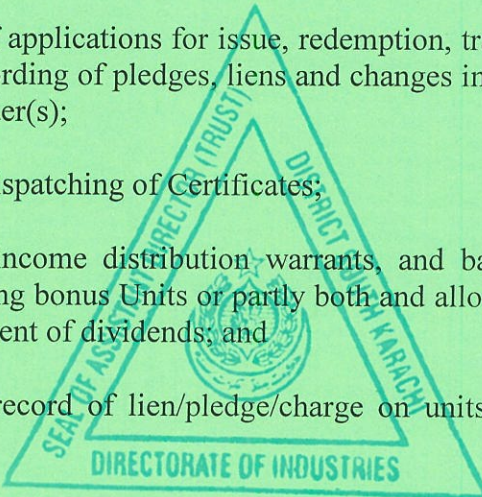 f applications for issue, redemption, tr
rding of pledges, liens and changes in
er(s);
ispatching of Certificates;
income distribution warrants, and ba
ng bonus Units or partly both and allo
ent of dividends; and
record of lien/pledge/charge on units
SEAL OF ASSISTANT DIRECTOR (TRUST)
DISTRICT SOUTH KARACHI
DIRECTORATE OF INDUSTRIES